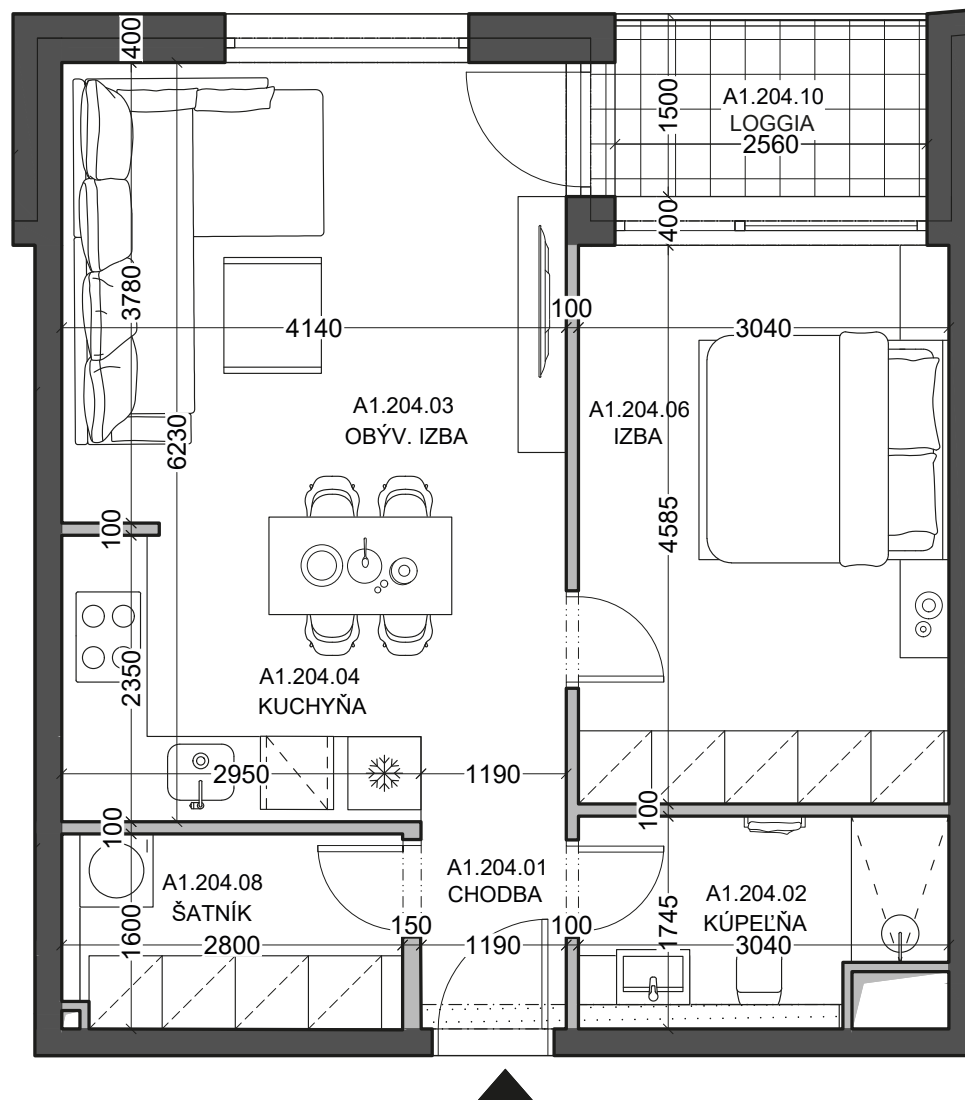 400
1500
A1.204.10
LOGGIA
2560
400
3780
4140
100
3040
A1.204.03
OBÝV. IZBA
A1.204.06
IZBA
6230
4585
100
2350
A1.204.04
KUCHYŇA
2950
1190
100
100
A1.204.01
CHODBA
A1.204.08
ŠATNÍK
A1.204.02
KÚPEĽŇA
1600
2800
150
1190
100
1745
3040